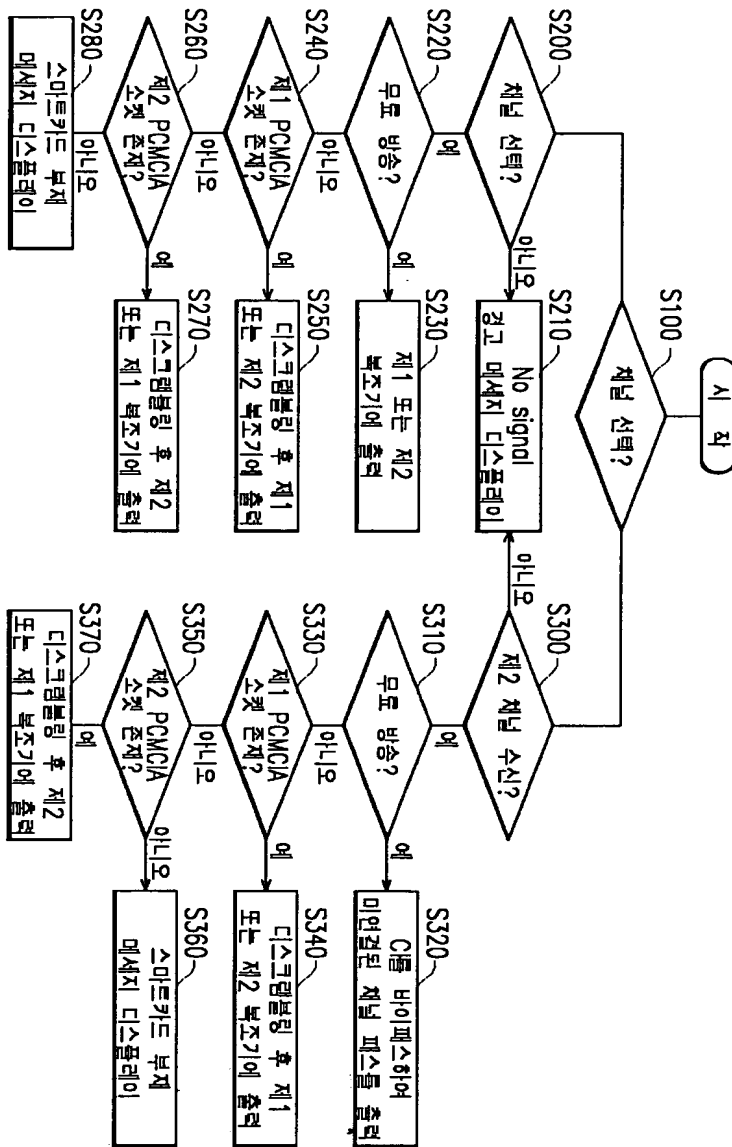 시 작
S100
채널 선택?
S200
채널 선택?
아니오
예
S210
No signal
경고 메세지 디스플레이
S220
무료 방송?
예
아니오
S230
제1 또는 제2
복조기에 출력
S240
제1 PCMCIA
소켓 존재?
예
아니오
S250
디스크램블링 후 제1
또는 제2 복조기에 출력
S260
제2 PCMCIA
소켓 존재?
예
아니오
S270
디스크램블링 후 제2
또는 제1 복조기에 출력
S280
스마트카드 부재
메세지 디스플레이
S300
제2 채널 수신?
아니오
예
S310
무료 방송?
예
아니오
S320
CI를 바이패스하여
미연결된 채널 패스를 출력
S330
제1 PCMCIA
소켓 존재?
예
아니오
S340
디스크램블링 후 제1
또는 제2 복조기에 출력
S350
제2 PCMCIA
소켓 존재?
아니오
예
S360
스마트카드 부재
메세지 디스플레이
S370
디스크램블링 후 제2
또는 제1 복조기에 출력